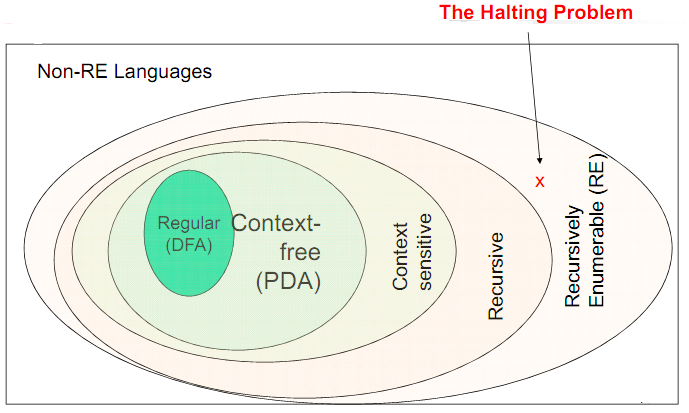 The Halting Problem
Non-RE Languages
Regular
(DFA)
Context-
free
(PDA)
Context
sensitive
Recursive
x
Recursively
Enumerable (RE)